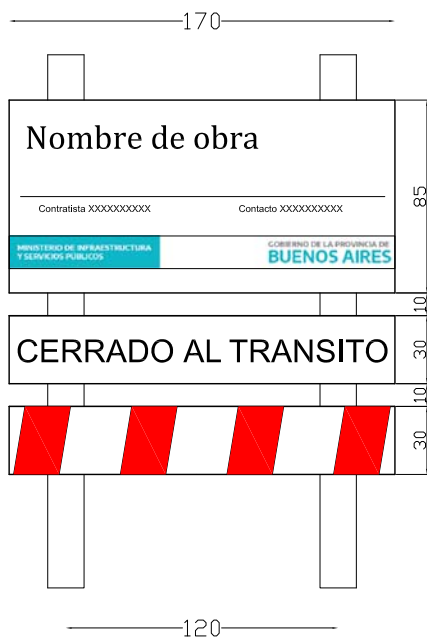 170
Nombre de obra
85
Contratista XXXXXXXXXX Contacto XXXXXXXXXX
MINISTERIO DE INFRAESTRUCTURA
Y SERVICIOS PÚBLICOS
GOBIERNO DE LA PROVINCIA DE
BUENOS AIRES
10
CERRADO AL TRANSITO
30
10
30
120